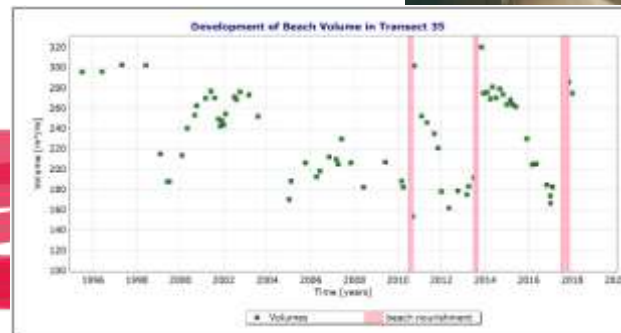 Development of Beach Volume in Transect 35
Volume [m³/m]
320
300
280
260
240
220
200
180
160
140
120
100
1996 1998 2000 2002 2004 2006 2008 2010 2012 2014 2016 2018
Time [years]
Volumes beach nourishment